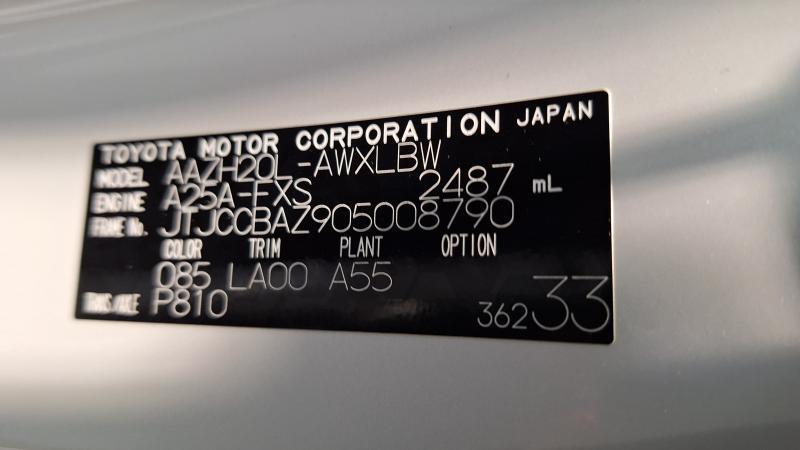 TOYOTA MOTOR CORPORATION JAPAN
MODEL AAZH20L-AWXLBW
ENGINE A25A-FXS 2487 mL
FRAME No. JTJCCBAZ905008790
COLOR TRIM PLANT OPTION
085 LA00 A55
TRANS/AXLE P810
362 33